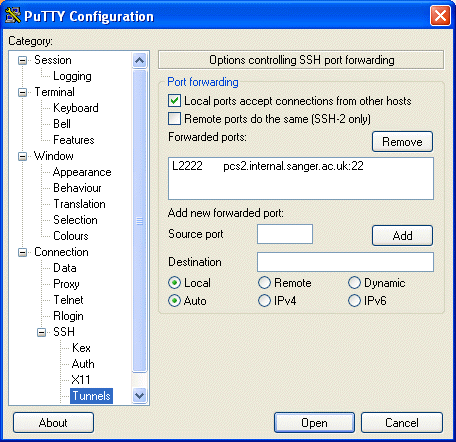 PuTTY Configuration
Category:
Session
Logging
Terminal
Keyboard
Bell
Features
Window
Appearance
Behaviour
Translation
Selection
Colours
Connection
Data
Proxy
Telnet
Rlogin
SSH
Kex
Auth
X11
Tunnels
Options controlling SSH port forwarding
Port forwarding
Local ports accept connections from other hosts
Remote ports do the same (SSH-2 only)
Forwarded ports:
Remove
L2222 pcs2.internal.sanger.ac.uk:22
Add new forwarded port:
Source port
Add
Destination
Local Remote Dynamic
Auto IPv4 IPv6
About Open Cancel